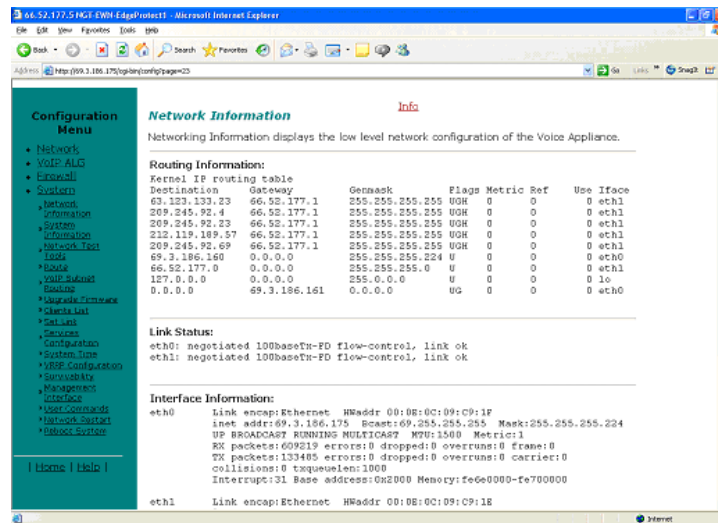 66.52.177.5 NGT-EWN-EdgeProtect1 - Microsoft Internet Explorer
File Edit View Favorites Tools Help
Back Search Favorites
Address http://69.3.186.175/cgi-bin/config?page=23 Go Links SnagIt
Configuration
Menu
Network
VoIP ALG
Firewall
System
Network
Information
System
Information
Network Test
Tools
Route
VoIP Subnet
Routing
Upgrade Firmware
Clients List
Set Link
Services
Configuration
System Time
VRRP Configuration
Survivability
Management
Interface
User Commands
Network Restart
Reboot System
| Home | Help |
Info
Network Information
Networking Information displays the low level network configuration of the Voice Appliance.
Routing Information:
Kernel IP routing table
Destination Gateway Genmask Flags Metric Ref Use Iface
63.123.133.23 66.52.177.1 255.255.255.255 UGH 0 0 0 eth1
209.245.92.4 66.52.177.1 255.255.255.255 UGH 0 0 0 eth1
209.245.92.23 66.52.177.1 255.255.255.255 UGH 0 0 0 eth1
212.119.189.57 66.52.177.1 255.255.255.255 UGH 0 0 0 eth1
209.245.92.69 66.52.177.1 255.255.255.255 UGH 0 0 0 eth1
69.3.186.160 0.0.0.0 255.255.255.224 U 0 0 0 eth0
66.52.177.0 0.0.0.0 255.255.255.0 U 0 0 0 eth1
127.0.0.0 0.0.0.0 255.0.0.0 U 0 0 0 lo
0.0.0.0 69.3.186.161 0.0.0.0 UG 0 0 0 eth0
Link Status:
eth0: negotiated 100baseTx-FD flow-control, link ok
eth1: negotiated 100baseTx-FD flow-control, link ok
Interface Information:
eth0 Link encap:Ethernet HWaddr 00:0E:0C:09:C9:1F
inet addr:69.3.186.175 Bcast:69.255.255.255 Mask:255.255.255.224
UP BROADCAST RUNNING MULTICAST MTU:1500 Metric:1
RX packets:609219 errors:0 dropped:0 overruns:0 frame:0
TX packets:133485 errors:0 dropped:0 overruns:0 carrier:0
collisions:0 txqueuelen:1000
Interrupt:31 Base address:0x2000 Memory:fe6e0000-fe700000
eth1 Link encap:Ethernet HWaddr 00:0E:0C:09:C9:1E
Internet